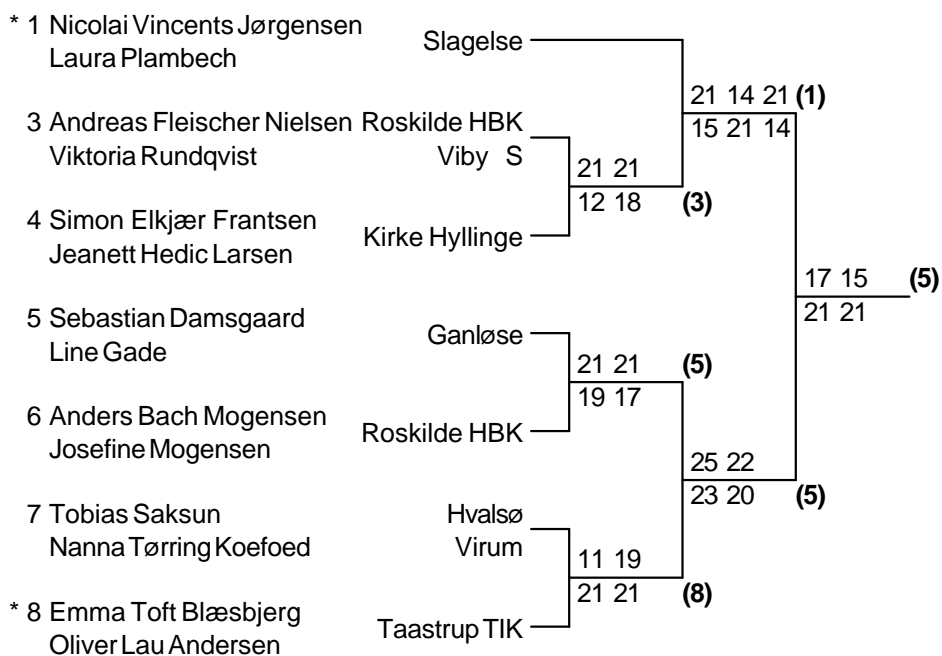 * 1 Nicolai Vincents Jørgensen
Laura Plambech
Slagelse
21 14 21 (1)
15 21 14
3 Andreas Fleischer Nielsen Roskilde HBK
Viktoria Rundqvist Viby S
21 21
12 18 (3)
4 Simon Elkjær Frantsen
Jeanett Hedic Larsen
Kirke Hyllinge
17 15 (5)
21 21
5 Sebastian Damsgaard
Line Gade
Ganløse
21 21 (5)
19 17
6 Anders Bach Mogensen
Josefine Mogensen
Roskilde HBK
25 22
23 20 (5)
7 Tobias Saksun Hvalsø
Nanna Tørring Koefoed Virum
11 19
21 21 (8)
* 8 Emma Toft Blæsbjerg
Oliver Lau Andersen
Taastrup TIK